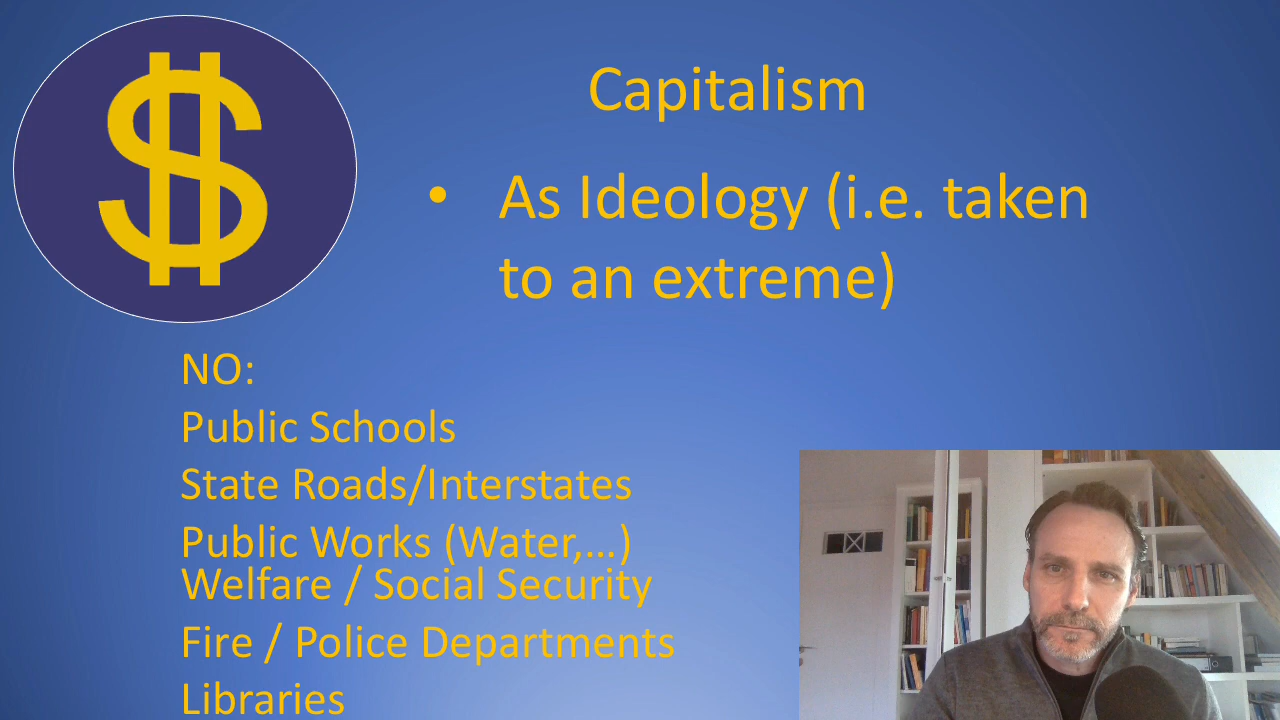 Capitalism
• As Ideology (i.e. taken
to an extreme)
NO:
Public Schools
State Roads/Interstates
Public Works (Water,...)
Welfare / Social Security
Fire / Police Departments
Libraries